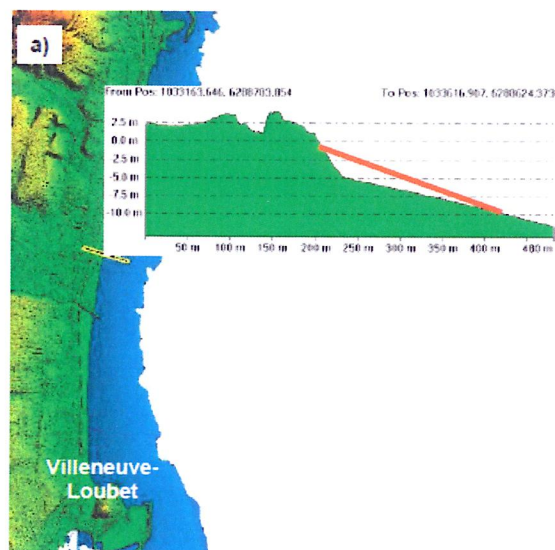 a)
From Pos: 1033163.646, 6288703.054 To Pos: 1033616.907, 6288624.373
2.5 m
0.0 m
-2.5 m
-5.0 m
-7.5 m
-10.0 m
50 m 100 m 150 m 200 m 250 m 300 m 350 m 400 m 480 m
Villeneuve-
Loubet